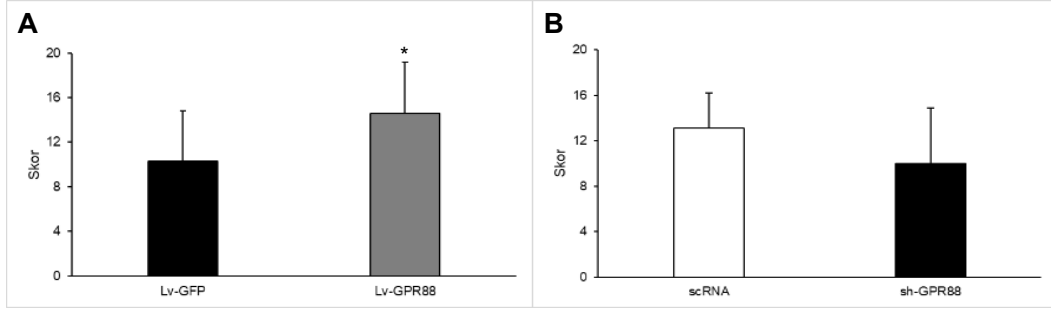 A
20
16
12
8
4
0
Skor
*
Lv-GFP
Lv-GPR88
B
20
16
12
8
4
0
Skor
scRNA
sh-GPR88